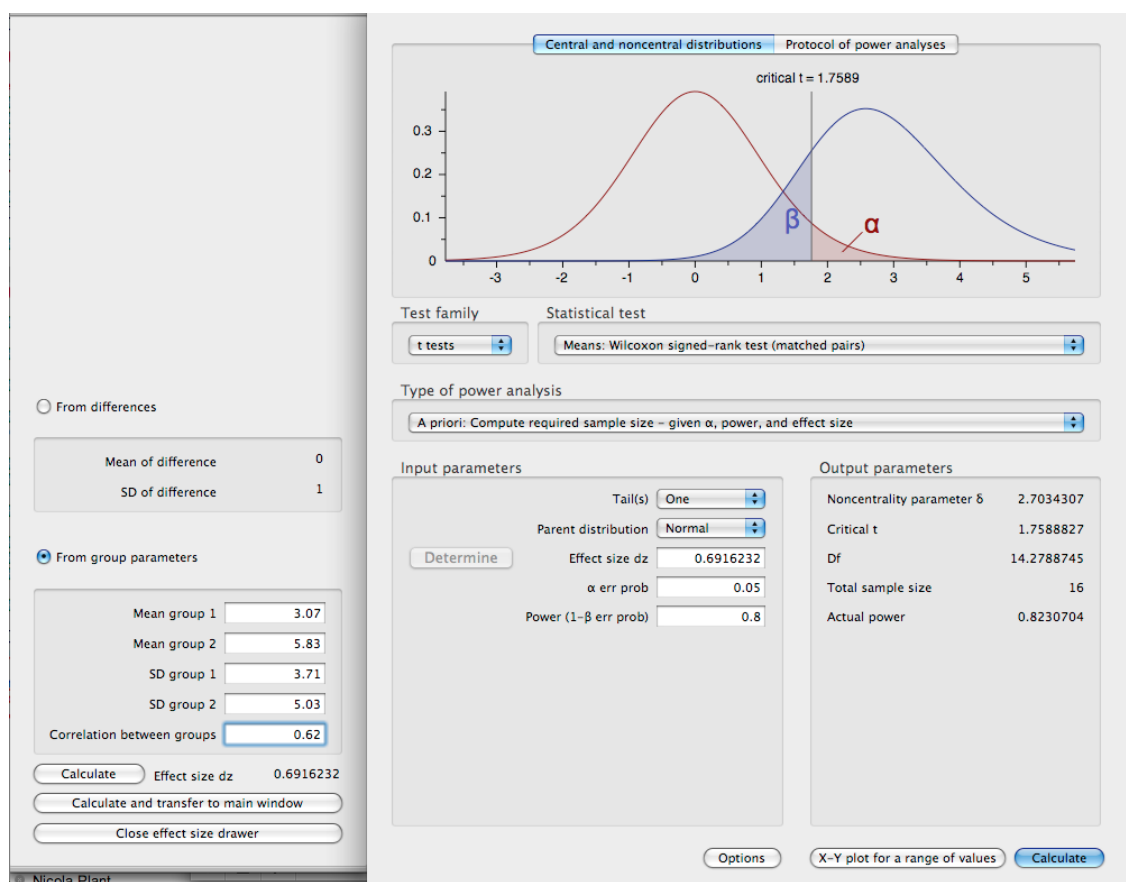 Central and noncentral distributions Protocol of power analyses
critical t = 1.7589
0.3
0.2
0.1
0
β
α
-3 -2 -1 0 1 2 3 4 5
Test family Statistical test
t tests Means: Wilcoxon signed-rank test (matched pairs)
Type of power analysis
A priori: Compute required sample size – given α, power, and effect size
From differences
Mean of difference 0
SD of difference 1
From group parameters
Mean group 1 3.07
Mean group 2 5.83
SD group 1 3.71
SD group 2 5.03
Correlation between groups 0.62
Calculate Effect size dz 0.6916232
Calculate and transfer to main window
Close effect size drawer
Input parameters
Tail(s) One
Parent distribution Normal
Determine Effect size dz 0.6916232
α err prob 0.05
Power (1-β err prob) 0.8
Output parameters
Noncentrality parameter δ 2.7034307
Critical t 1.7588827
Df 14.2788745
Total sample size 16
Actual power 0.8230704
Options X-Y plot for a range of values Calculate
Nicola Plant